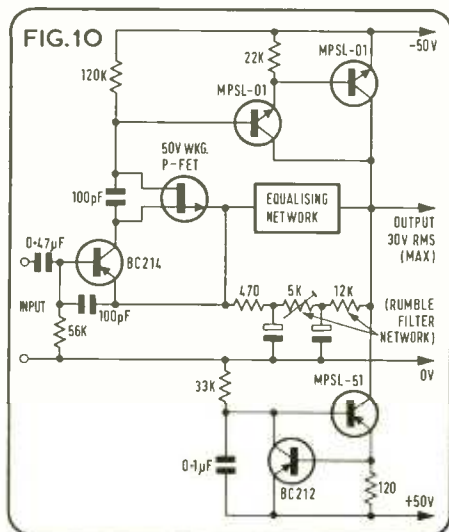 FIG.10
MPSL-01
-50V
22K
120K
MPSL-01
50V WKG.
P-FET
100pF
EQUALISING
NETWORK
OUTPUT
30V RMS
(MAX)
0·47µF
BC214
470
5K
12K
INPUT
100pF
(RUMBLE
FILTER
NETWORK)
56K
0V
MPSL-51
33K
0·1µF
BC212
120
+50V